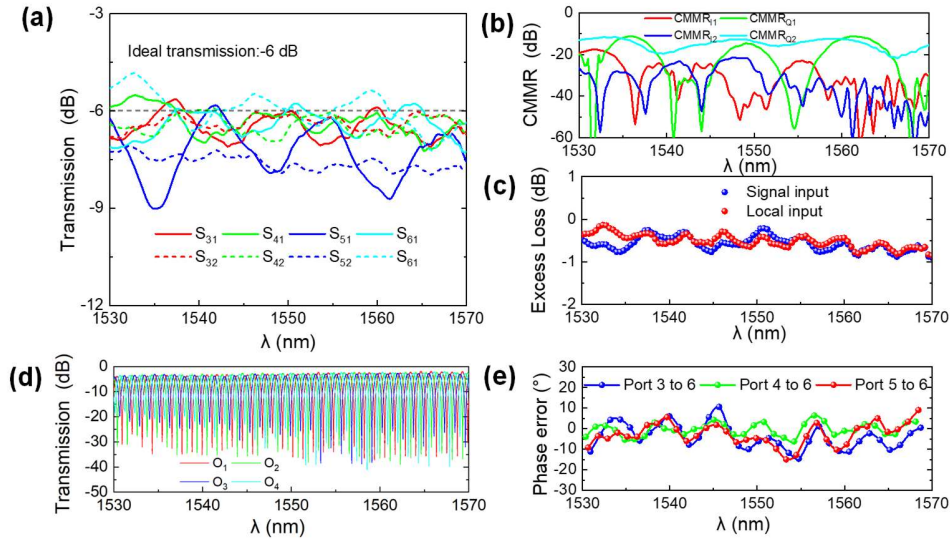 (a)
Transmission (dB)
-3
-6
-9
-12
Ideal transmission:-6 dB
S31 S41 S51 S61
S32 S42 S52 S61
1530 1540 1550 1560 1570
λ (nm)
(b)
CMMR (dB)
0
-20
-40
-60
CMMRI1 CMMRQ1
CMMRI2 CMMRQ2
1530 1540 1550 1560 1570
λ (nm)
(c)
Excess Loss (dB)
1
0
-1
-2
Signal input
Local input
1530 1540 1550 1560 1570
λ (nm)
(d)
Transmission (dB)
0
-10
-20
-30
-40
-50
O1 O2
O3 O4
1530 1540 1550 1560 1570
λ (nm)
(e)
Phase error (°)
30
20
10
0
-10
-20
-30
Port 3 to 6 Port 4 to 6 Port 5 to 6
1530 1540 1550 1560 1570
λ (nm)